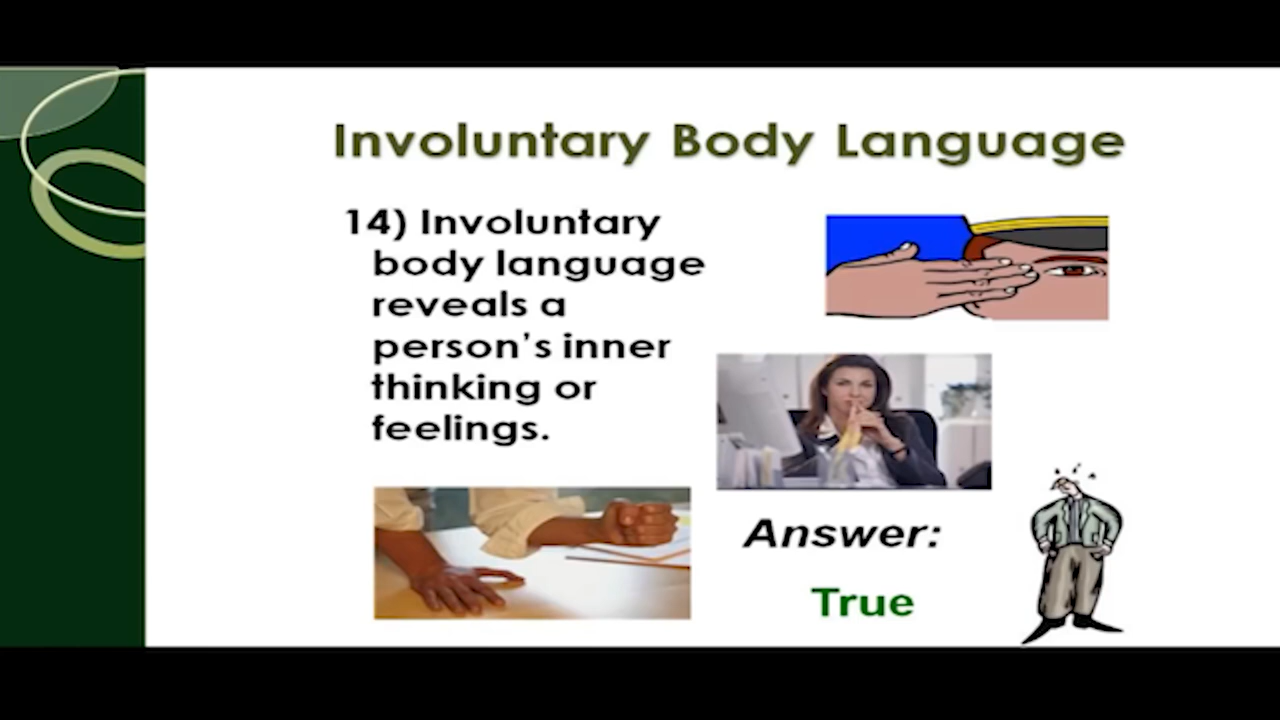 Involuntary Body Language
14) Involuntary
body language
reveals a
person's inner
thinking or
feelings.
Answer:
True